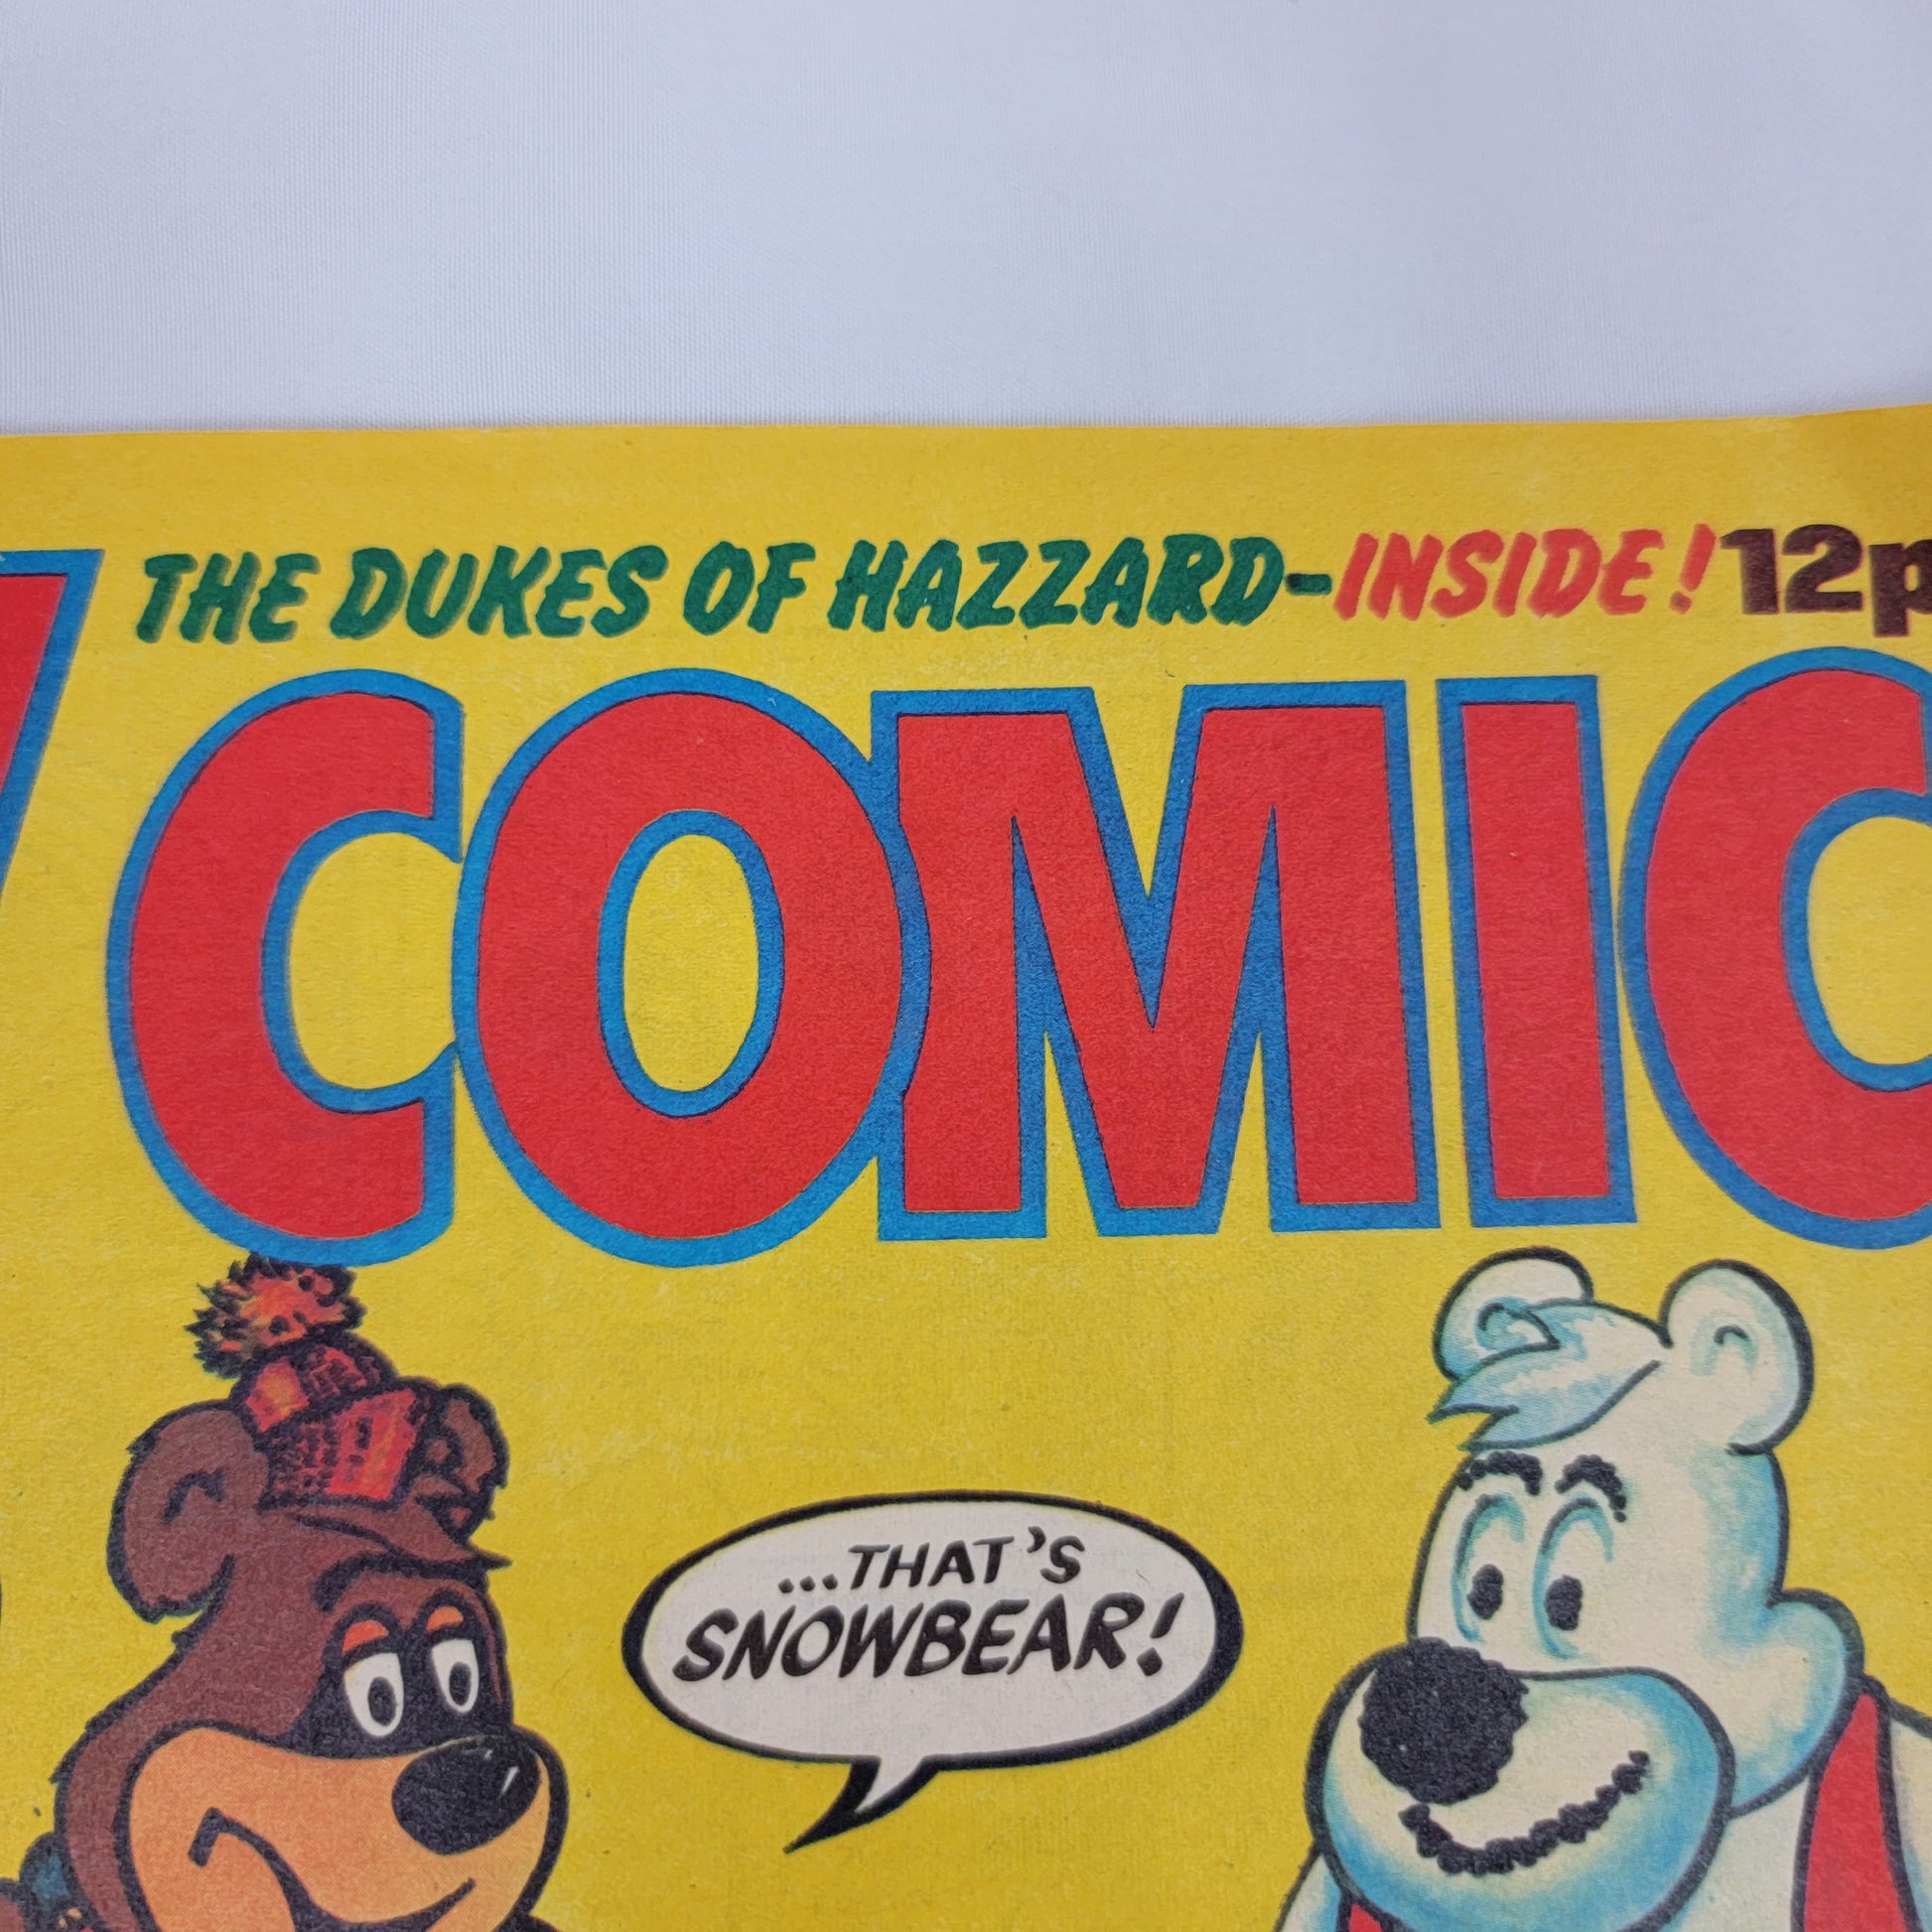 THE DUKES OF HAZZARD-INSIDE! 12p
COMIC
...THAT'S
SNOWBEAR!